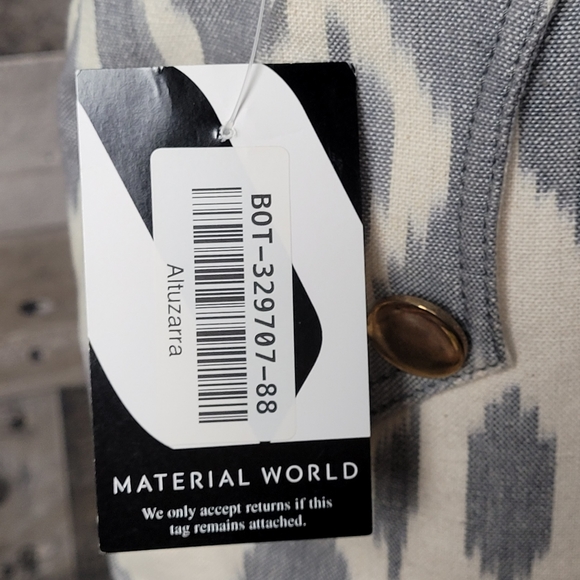 BOT-329707-88
Altuzarra
MATERIAL WORLD
We only accept returns if this
tag remains attached.